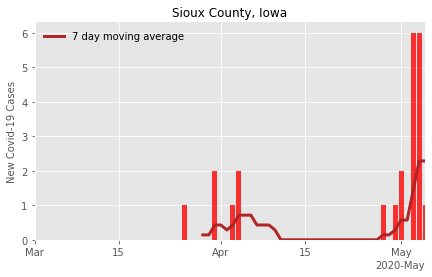 Sioux County, Iowa
7 day moving average
New Covid-19 Cases
6
5
4
3
2
1
0
Mar 15 Apr 15 May
2020-May